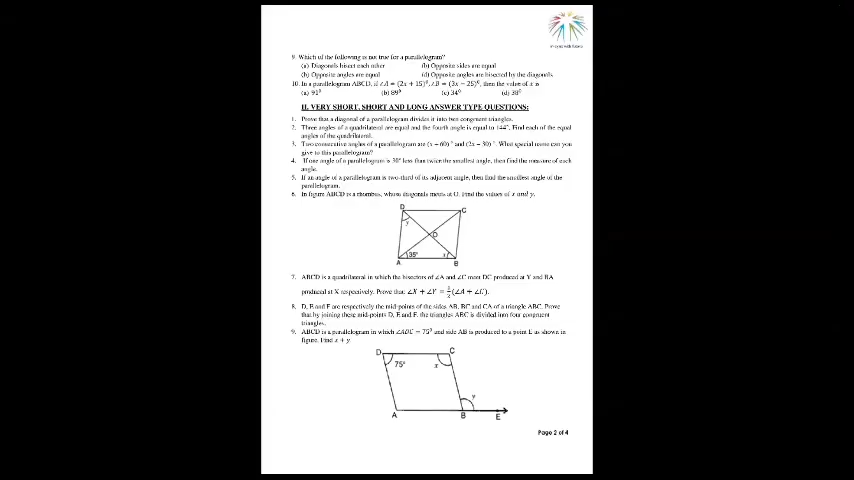 9. Which of the following is not true for a parallelogram?
(a) Diagonals bisect each other (b) Opposite sides are equal
(b) Opposite angles are equal (d) Opposite angles are bisected by the diagonals
10. In a parallelogram ABCD, if ∠A = (2x + 15)⁰, ∠B = (3x − 25)⁰, then the value of x is
(a) 91⁰ (b) 89⁰ (c) 34⁰ (d) 38⁰
II. VERY SHORT, SHORT AND LONG ANSWER TYPE QUESTIONS:
1. Prove that a diagonal of a parallelogram divides it into two congruent triangles.
2. Three angles of a quadrilateral are equal and the fourth angle is equal to 144°. Find each of the equal
angles of the quadrilateral.
3. Two consecutive angles of a parallelogram are (x + 60)° and (2x + 30)°. What special name can you
give to this parallelogram?
4. If one angle of a parallelogram is 30° less than twice the smallest angle, then find the measure of each
angle.
5. If an angle of a parallelogram is two-third of its adjacent angle, then find the smallest angle of the
parallelogram.
6. In figure ABCD is a rhombus, whose diagonals meets at O. Find the values of x and y.
D C
y
O
35° x
A B
7. ABCD is a quadrilateral in which the bisectors of ∠A and ∠C meet DC produced at Y and BA
produced at X respectively. Prove that ∠X + ∠Y = 1/2 (∠A + ∠C).
8. D, E and F are respectively the mid-points of the sides AB, BC and CA of a triangle ABC. Prove
that by joining these mid-points D, E and F, the triangles ABC is divided into four congruent
triangles.
9. ABCD is a parallelogram in which ∠ADC = 75⁰ and side AB is produced to a point E as shown in
figure. Find x + y.
D C
75° x
y
A B E
Page 2 of 4